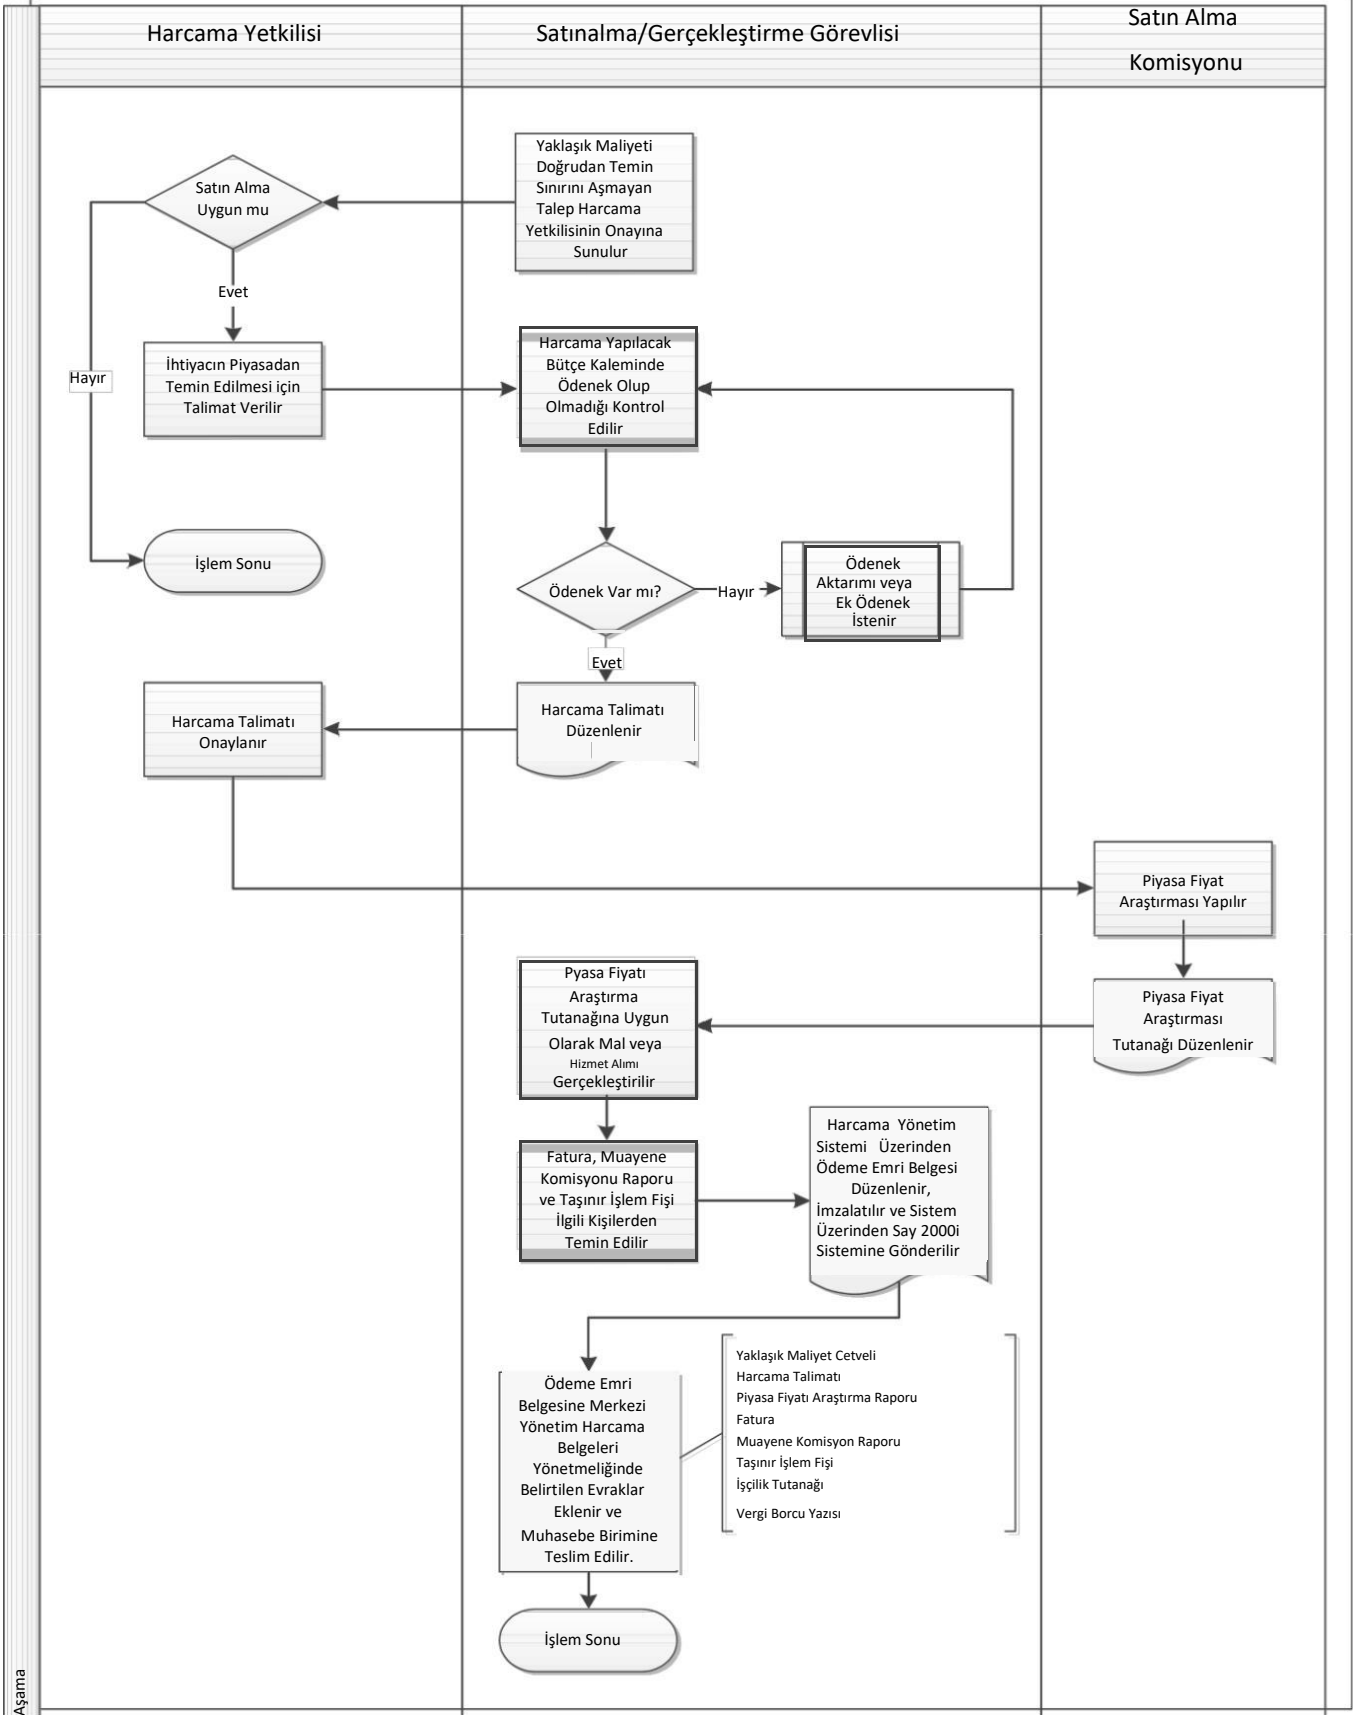 Harcama Yetkilisi
Satınalma/Gerçekleştirme Görevlisi
Satın Alma
Komisyonu
Yaklaşık Maliyeti
Doğrudan Temin
Sınırını Aşmayan
Talep Harcama
Yetkilisinin Onayına
Sunulur
Satın Alma
Uygun mu
Evet
Hayır
İhtiyacın Piyasadan
Temin Edilmesi için
Talimat Verilir
Harcama Yapılacak
Bütçe Kaleminde
Ödenek Olup
Olmadığı Kontrol
Edilir
İşlem Sonu
Ödenek Var mı?
Hayır
Ödenek
Aktarımı veya
Ek Ödenek
İstenir
Evet
Harcama Talimatı
Düzenlenir
Harcama Talimatı
Onaylanır
Piyasa Fiyat
Araştırması Yapılır
Piyasa Fiyat
Araştırması
Tutanağı Düzenlenir
Pyasa Fiyatı
Araştırma
Tutanağına Uygun
Olarak Mal veya
Hizmet Alımı
Gerçekleştirilir
Fatura, Muayene
Komisyonu Raporu
ve Taşınır İşlem Fişi
İlgili Kişilerden
Temin Edilir
Harcama Yönetim
Sistemi Üzerinden
Ödeme Emri Belgesi
Düzenlenir,
İmzalatılır ve Sistem
Üzerinden Say 2000i
Sistemine Gönderilir
Ödeme Emri
Belgesine Merkezi
Yönetim Harcama
Belgeleri
Yönetmeliğinde
Belirtilen Evraklar
Eklenir ve
Muhasebe Birimine
Teslim Edilir.
Yaklaşık Maliyet Cetveli
Harcama Talimatı
Piyasa Fiyatı Araştırma Raporu
Fatura
Muayene Komisyon Raporu
Taşınır İşlem Fişi
İşçilik Tutanağı
Vergi Borcu Yazısı
İşlem Sonu
Aşama